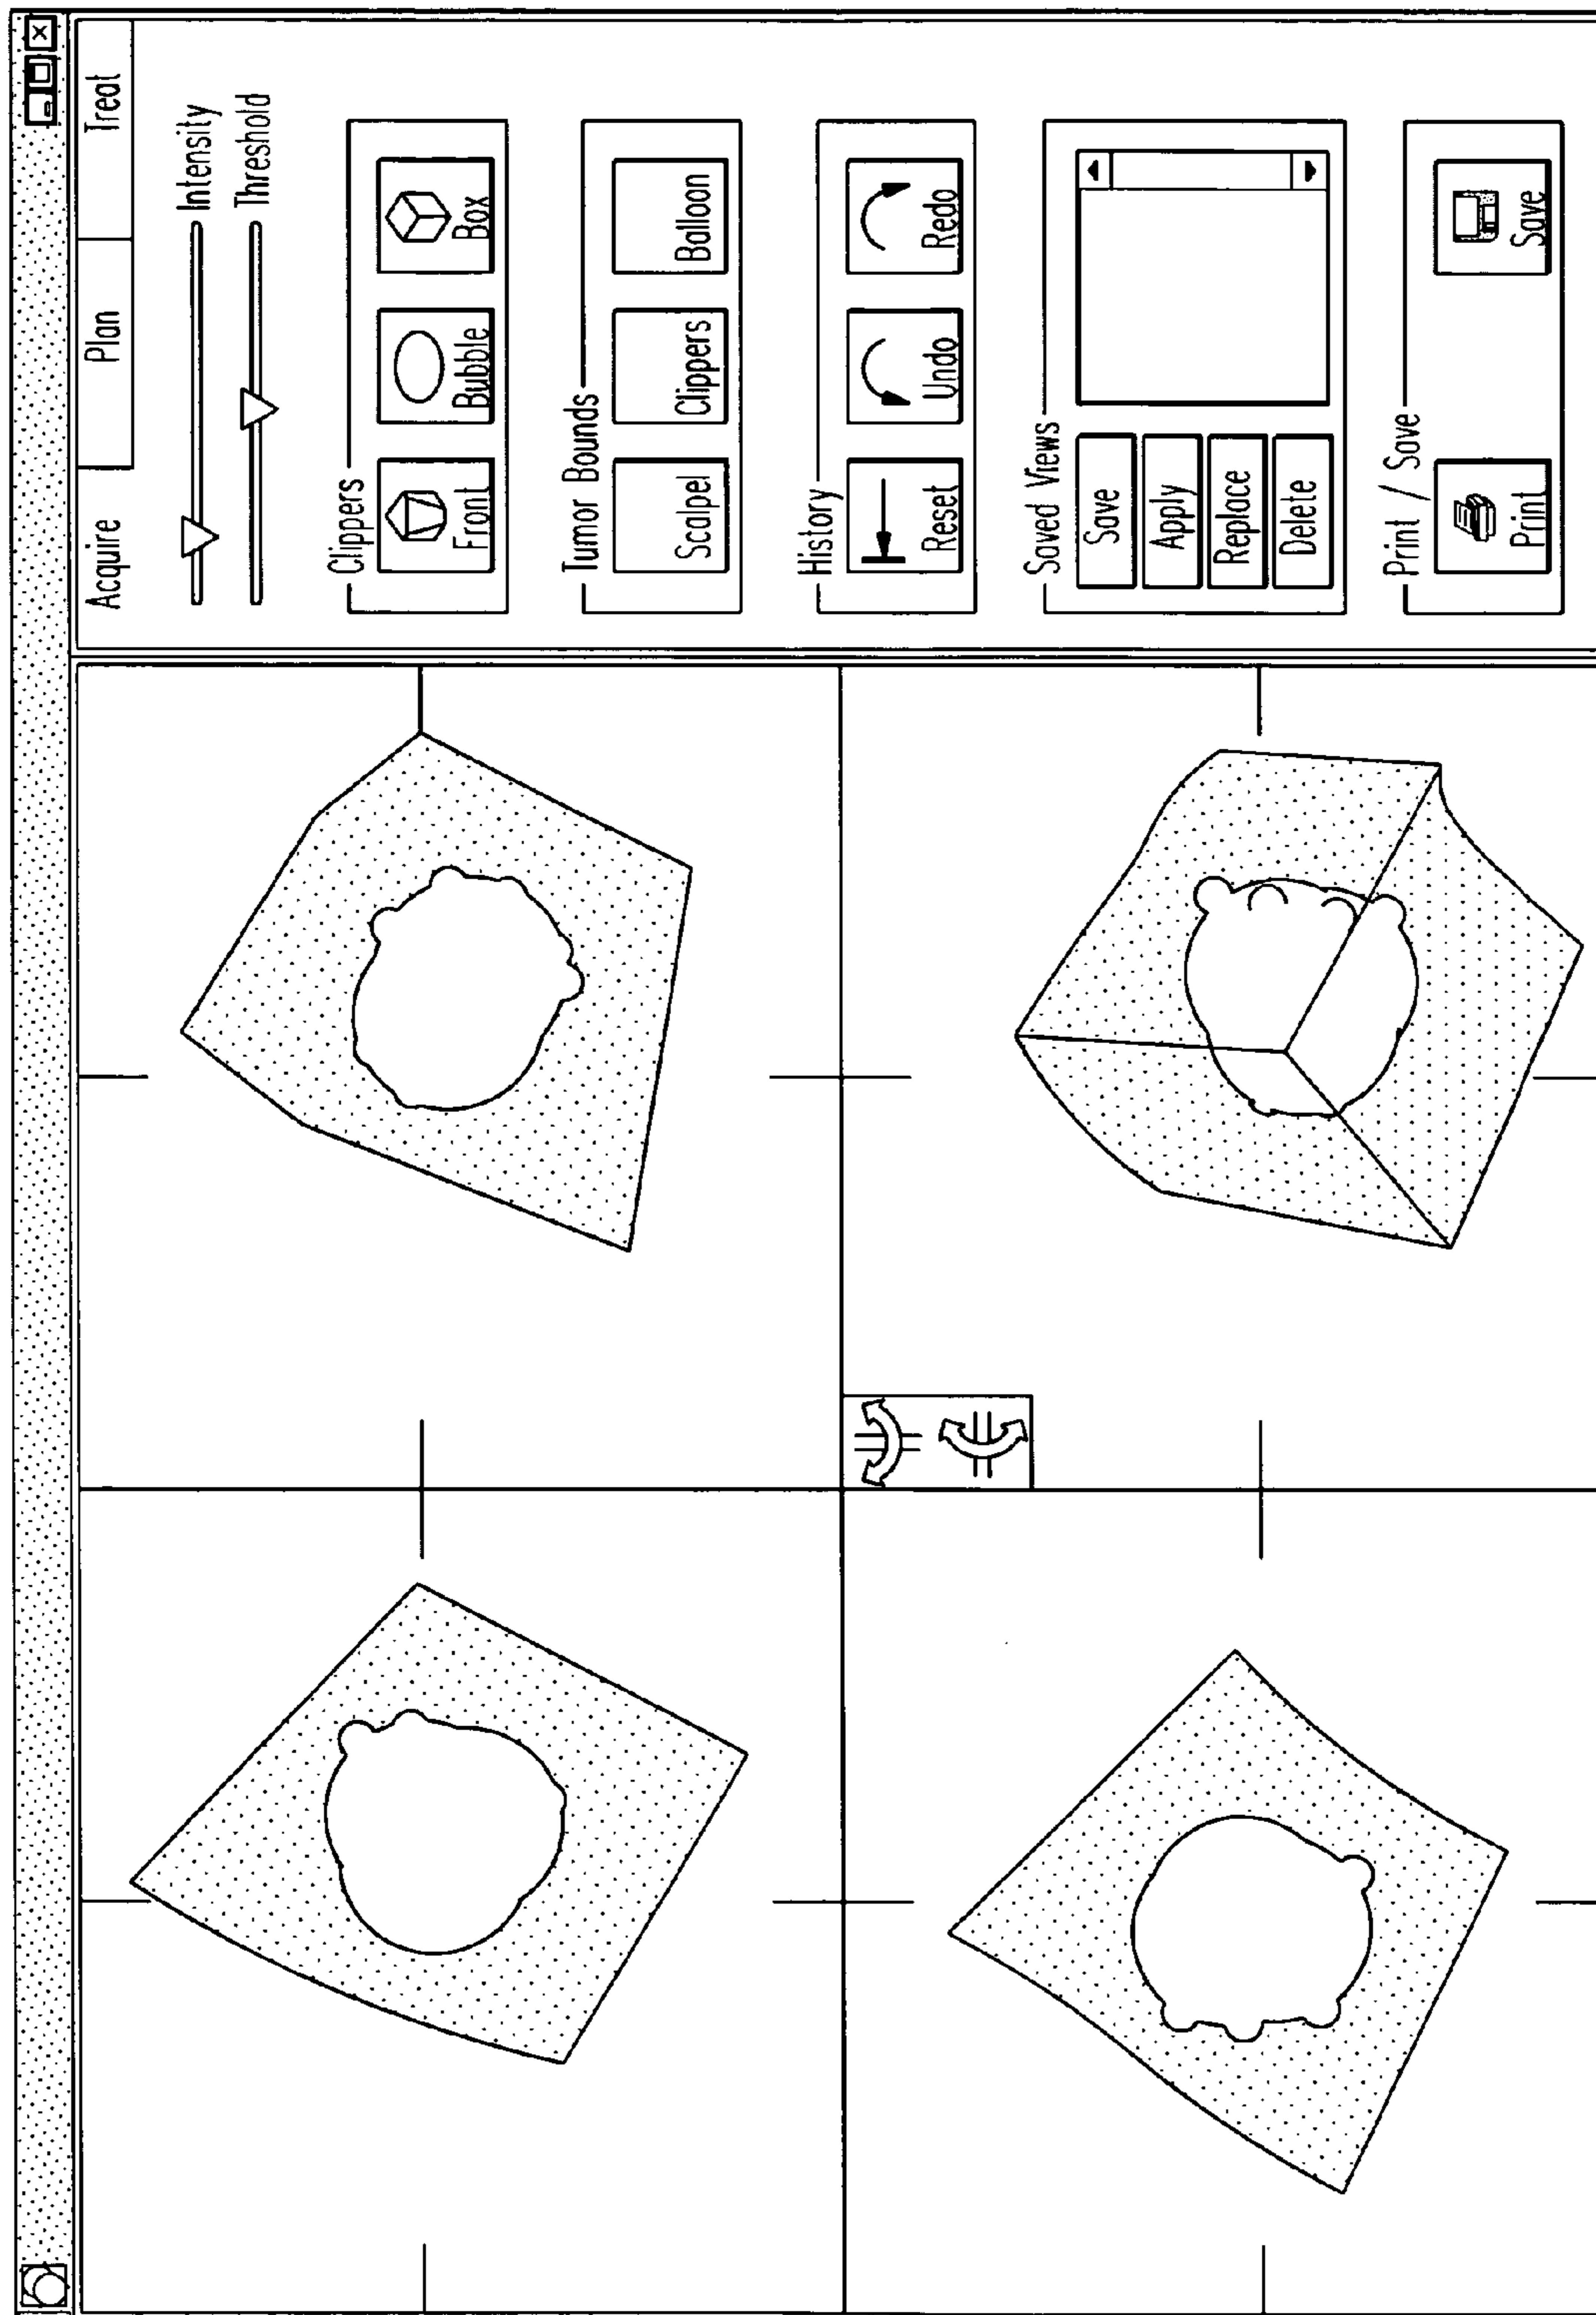 Acquire Plan Treat
Intensity
Threshold
Clippers
Front Bubble Box
Tumor Bounds
Scalpel Clippers Balloon
History
Reset Undo Redo
Saved Views
Save
Apply
Replace
Delete
Print / Save
Print Save